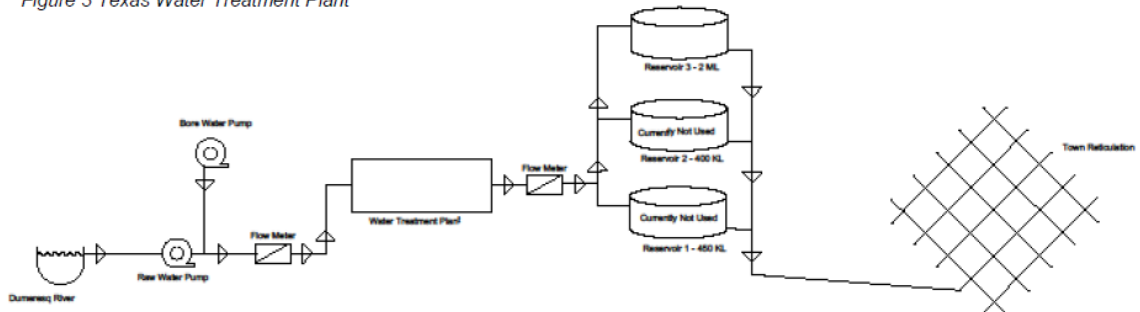 Figure 5 Texas Water Treatment Plant
Reservoir 3 - 2 ML
Bore Water Pump
Currently Not Used
Reservoir 2 - 400 KL
Town Reticulation
Flow Meter
Water Treatment Plant
Currently Not Used
Flow Meter
Reservoir 1 - 450 KL
Raw Water Pump
Dumaresq River